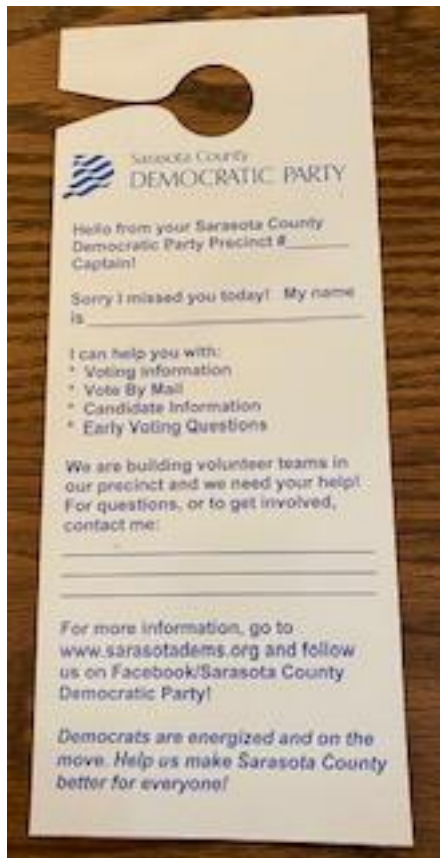 Sarasota County
DEMOCRATIC PARTY
Hello from your Sarasota County
Democratic Party Precinct #_______
Captain!
Sorry I missed you today! My name
is ______________________________
I can help you with:
* Voting Information
* Vote By Mail
* Candidate Information
* Early Voting Questions
We are building volunteer teams in
our precinct and we need your help!
For questions, or to get involved,
contact me:
For more information, go to
www.sarasotadems.org and follow
us on Facebook/Sarasota County
Democratic Party!
Democrats are energized and on the
move. Help us make Sarasota County
better for everyone!